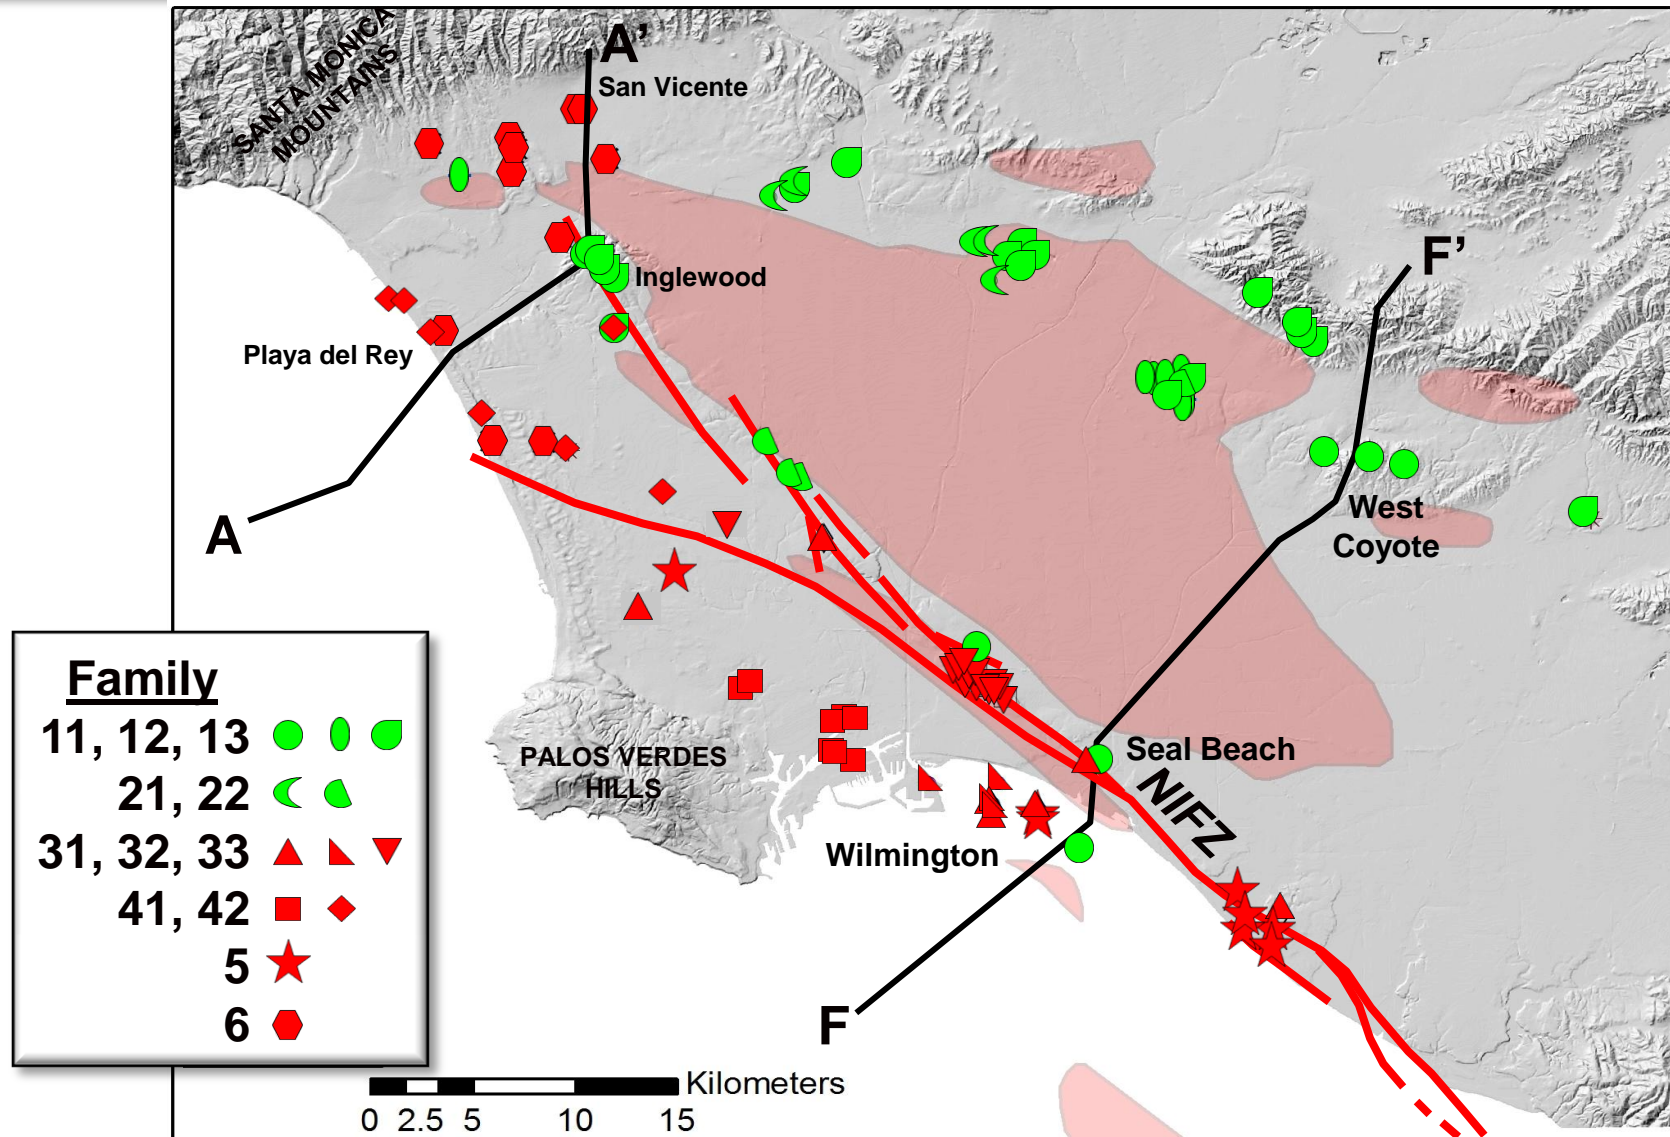 SANTA MONICA
MOUNTAINS
A’
San Vicente
Inglewood
F’
Playa del Rey
A
West
Coyote
PALOS VERDES
HILLS
Seal Beach
NIFZ
Wilmington
F
Family
11, 12, 13
21, 22
31, 32, 33
41, 42
5
6
Kilometers
0 2.5 5 10 15